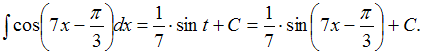 ∫cos(7x − π/3)dx = 1/7 · sin t + C = 1/7 · sin(7x − π/3) + C.